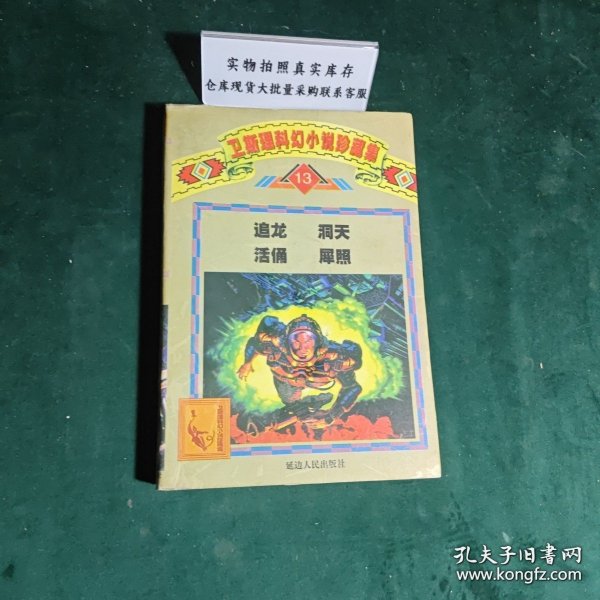 实物拍照真实库存
仓库现货大批量采购联系客服
卫斯理科幻小说珍藏集
13
追龙 洞天
活俑 犀照
延边人民出版社
孔夫子旧书网
www.kongfz.com